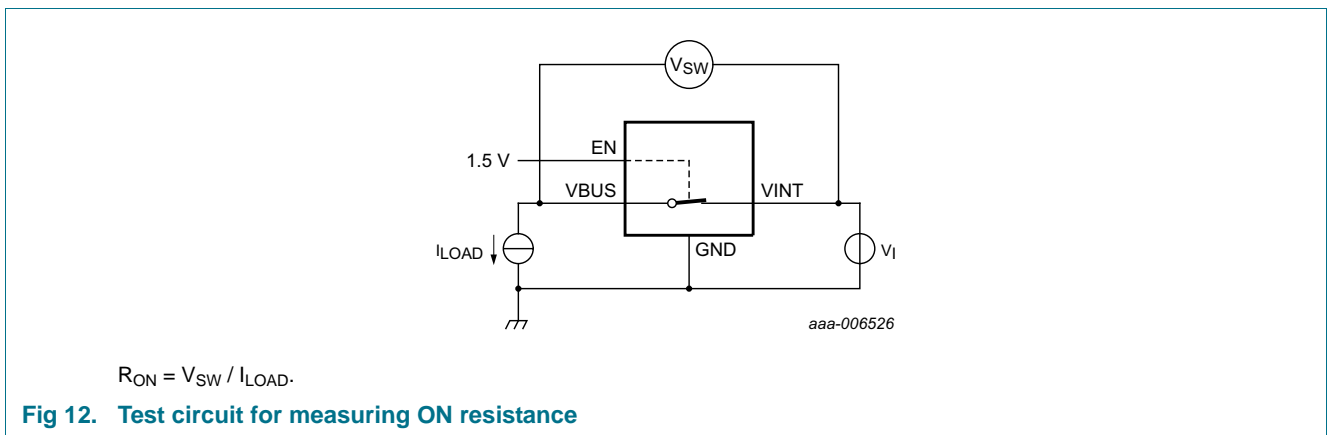 VSW
EN
1.5 V
VBUS
VINT
ILOAD
GND
VI
aaa-006526
RON = VSW / ILOAD.
Fig 12. Test circuit for measuring ON resistance